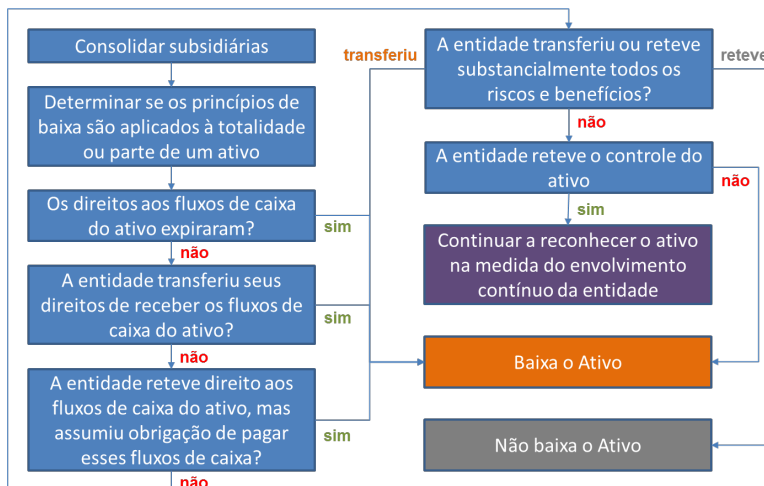 Consolidar subsidiárias
Determinar se os princípios de
baixa são aplicados à totalidade
ou parte de um ativo
Os direitos aos fluxos de caixa
do ativo expiraram?
sim
não
A entidade transferiu seus
direitos de receber os fluxos de
caixa do ativo?
sim
não
A entidade reteve direito aos
fluxos de caixa do ativo, mas
assumiu obrigação de pagar
esses fluxos de caixa?
sim
não
transferiu
A entidade transferiu ou reteve
substancialmente todos os
riscos e benefícios?
reteve
não
A entidade reteve o controle do
ativo
não
sim
Continuar a reconhecer o ativo
na medida do envolvimento
contínuo da entidade
Baixa o Ativo
Não baixa o Ativo